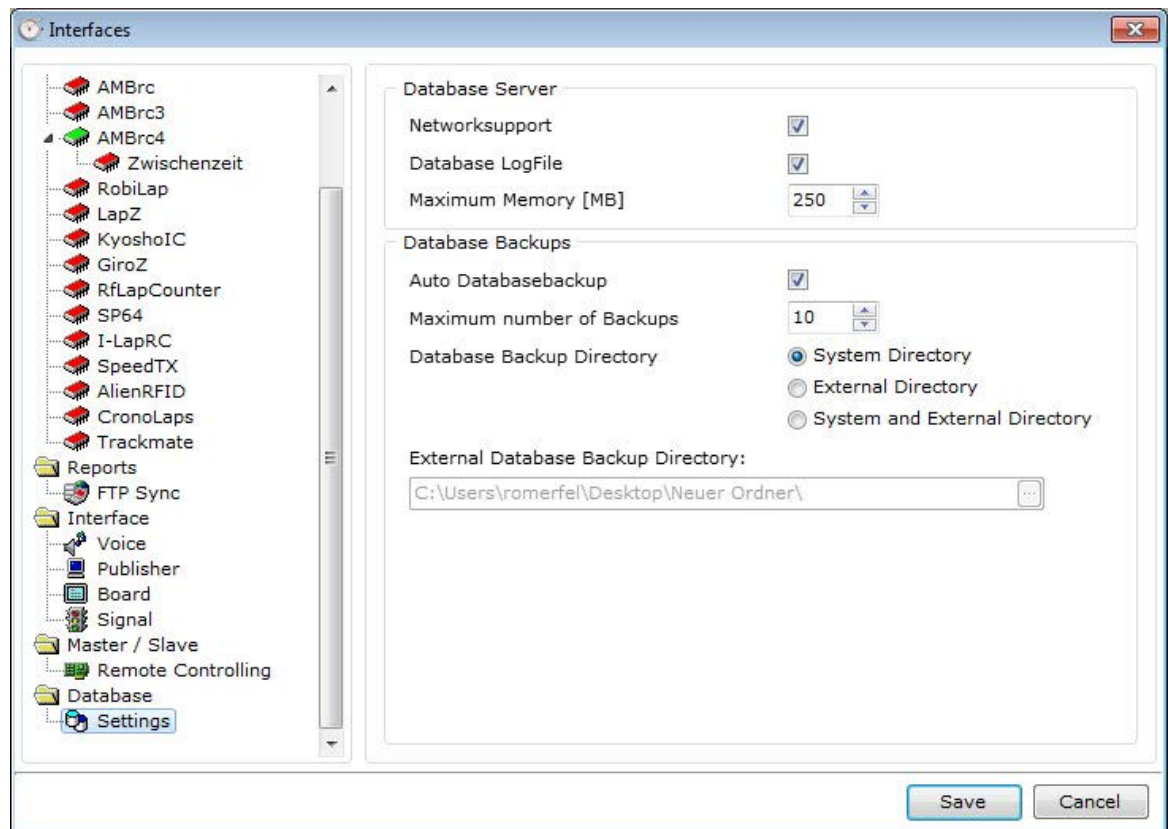 Interfaces
AMBrc
AMBrc3
AMBrc4
Zwischenzeit
RobiLap
LapZ
KyoshoIC
GiroZ
RfLapCounter
SP64
I-LapRC
SpeedTX
AlienRFID
CronoLaps
Trackmate
Reports
FTP Sync
Interface
Voice
Publisher
Board
Signal
Master / Slave
Remote Controlling
Database
Settings
Database Server
Networksupport
Database LogFile
Maximum Memory [MB] 250
Database Backups
Auto Databasebackup
Maximum number of Backups 10
Database Backup Directory System Directory
External Directory
System and External Directory
External Database Backup Directory:
C:\Users\romerfel\Desktop\Neuer Ordner\ ...
Save Cancel